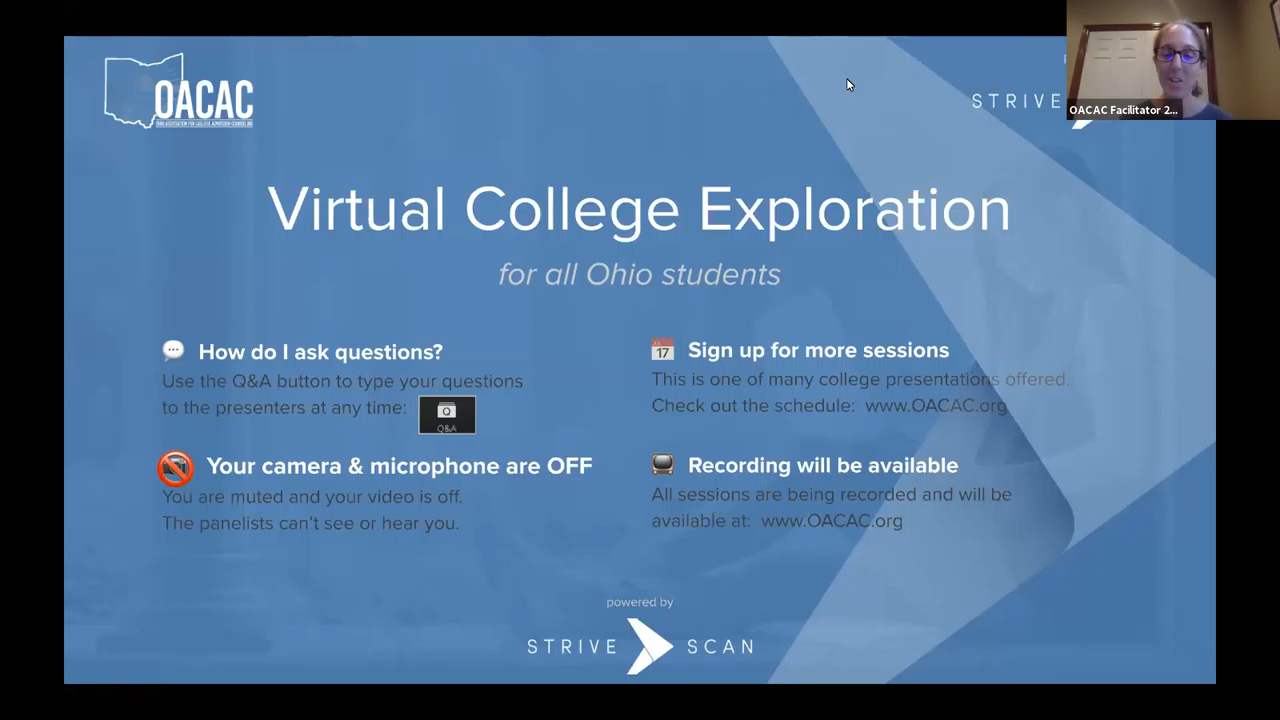 OACAC
OHIO ASSOCIATION FOR COLLEGE ADMISSION COUNSELING
STRIVE
OACAC Facilitator 2...
Virtual College Exploration
for all Ohio students
How do I ask questions?
Use the Q&A button to type your questions
to the presenters at any time:
Q
Q&A
Your camera & microphone are OFF
You are muted and your video is off.
The panelists can't see or hear you.
17
Sign up for more sessions
This is one of many college presentations offered.
Check out the schedule: www.OACAC.org
Recording will be available
All sessions are being recorded and will be
available at: www.OACAC.org
powered by
STRIVE SCAN